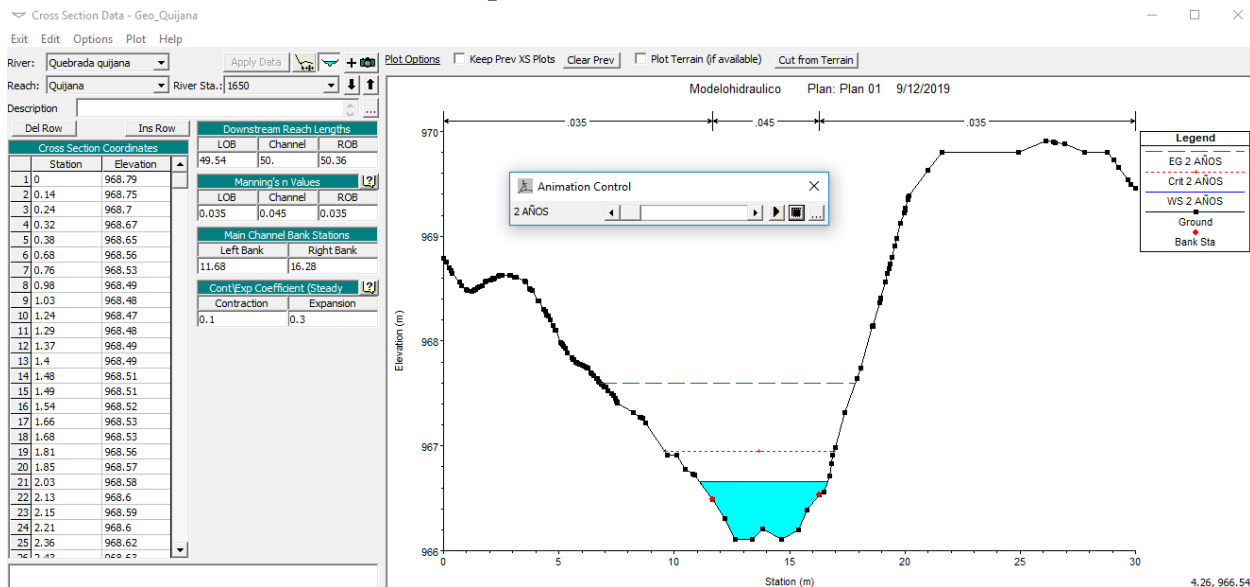 Cross Section Data - Geo_Quijana
Exit Edit Options Plot Help
River: Quebrada quijana Apply Data
Reach: Quijana River Sta.: 1650
Description ...
Del Row Ins Row
Cross Section Coordinates
Station Elevation
1 0 968.79
2 0.14 968.75
3 0.24 968.7
4 0.32 968.67
5 0.38 968.65
6 0.68 968.56
7 0.76 968.53
8 0.98 968.49
9 1.03 968.48
10 1.24 968.47
11 1.29 968.48
12 1.37 968.49
13 1.4 968.49
14 1.48 968.51
15 1.49 968.51
16 1.54 968.52
17 1.66 968.53
18 1.68 968.53
19 1.81 968.56
20 1.85 968.57
21 2.03 968.58
22 2.13 968.6
23 2.15 968.59
24 2.21 968.6
25 2.36 968.62
26 2.43 968.63
Downstream Reach Lengths
LOB Channel ROB
49.54 50. 50.36
Manning's n Values ?
LOB Channel ROB
0.035 0.045 0.035
Main Channel Bank Stations
Left Bank Right Bank
11.68 16.28
Cont\Exp Coefficient (Steady ?
Contraction Expansion
0.1 0.3
Plot Options Keep Prev XS Plots Clear Prev Plot Terrain (if available) Cut from Terrain
Modelohidraulico Plan: Plan 01 9/12/2019
.035 .045 .035
Animation Control
2 AÑOS ...
Elevation (m)
970
969
968
967
966
0 5 10 15 20 25 30
Station (m)
Legend
EG 2 AÑOS
Crit 2 AÑOS
WS 2 AÑOS
Ground
Bank Sta
4.26, 966.54